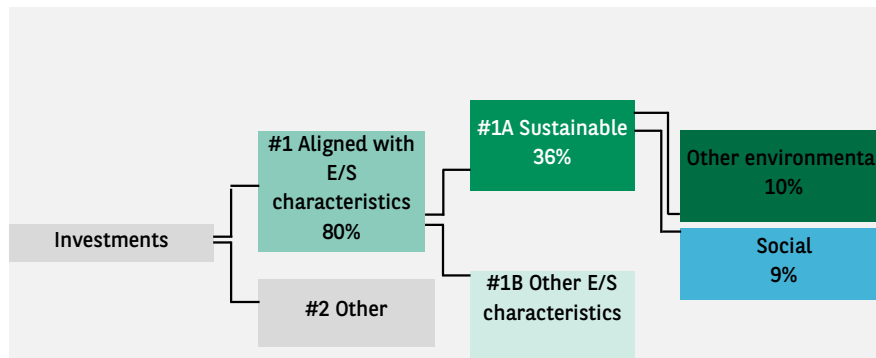 Investments
#1 Aligned with
E/S
characteristics
80%
#2 Other
#1A Sustainable
36%
#1B Other E/S
characteristics
Other environmenta
10%
Social
9%